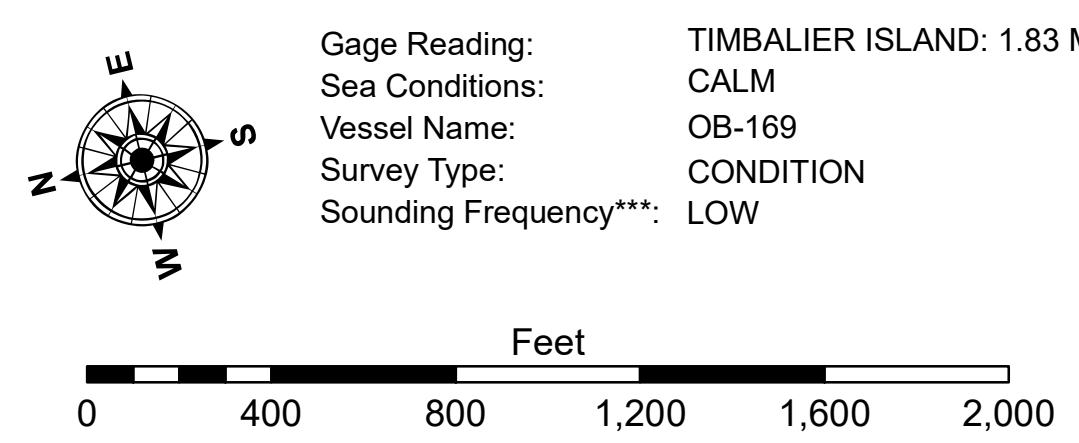 E
S
N
W
Gage Reading: TIMBALIER ISLAND: 1.83
Sea Conditions: CALM
Vessel Name: OB-169
Survey Type: CONDITION
Sounding Frequency***: LOW
Feet
0 400 800 1,200 1,600 2,000